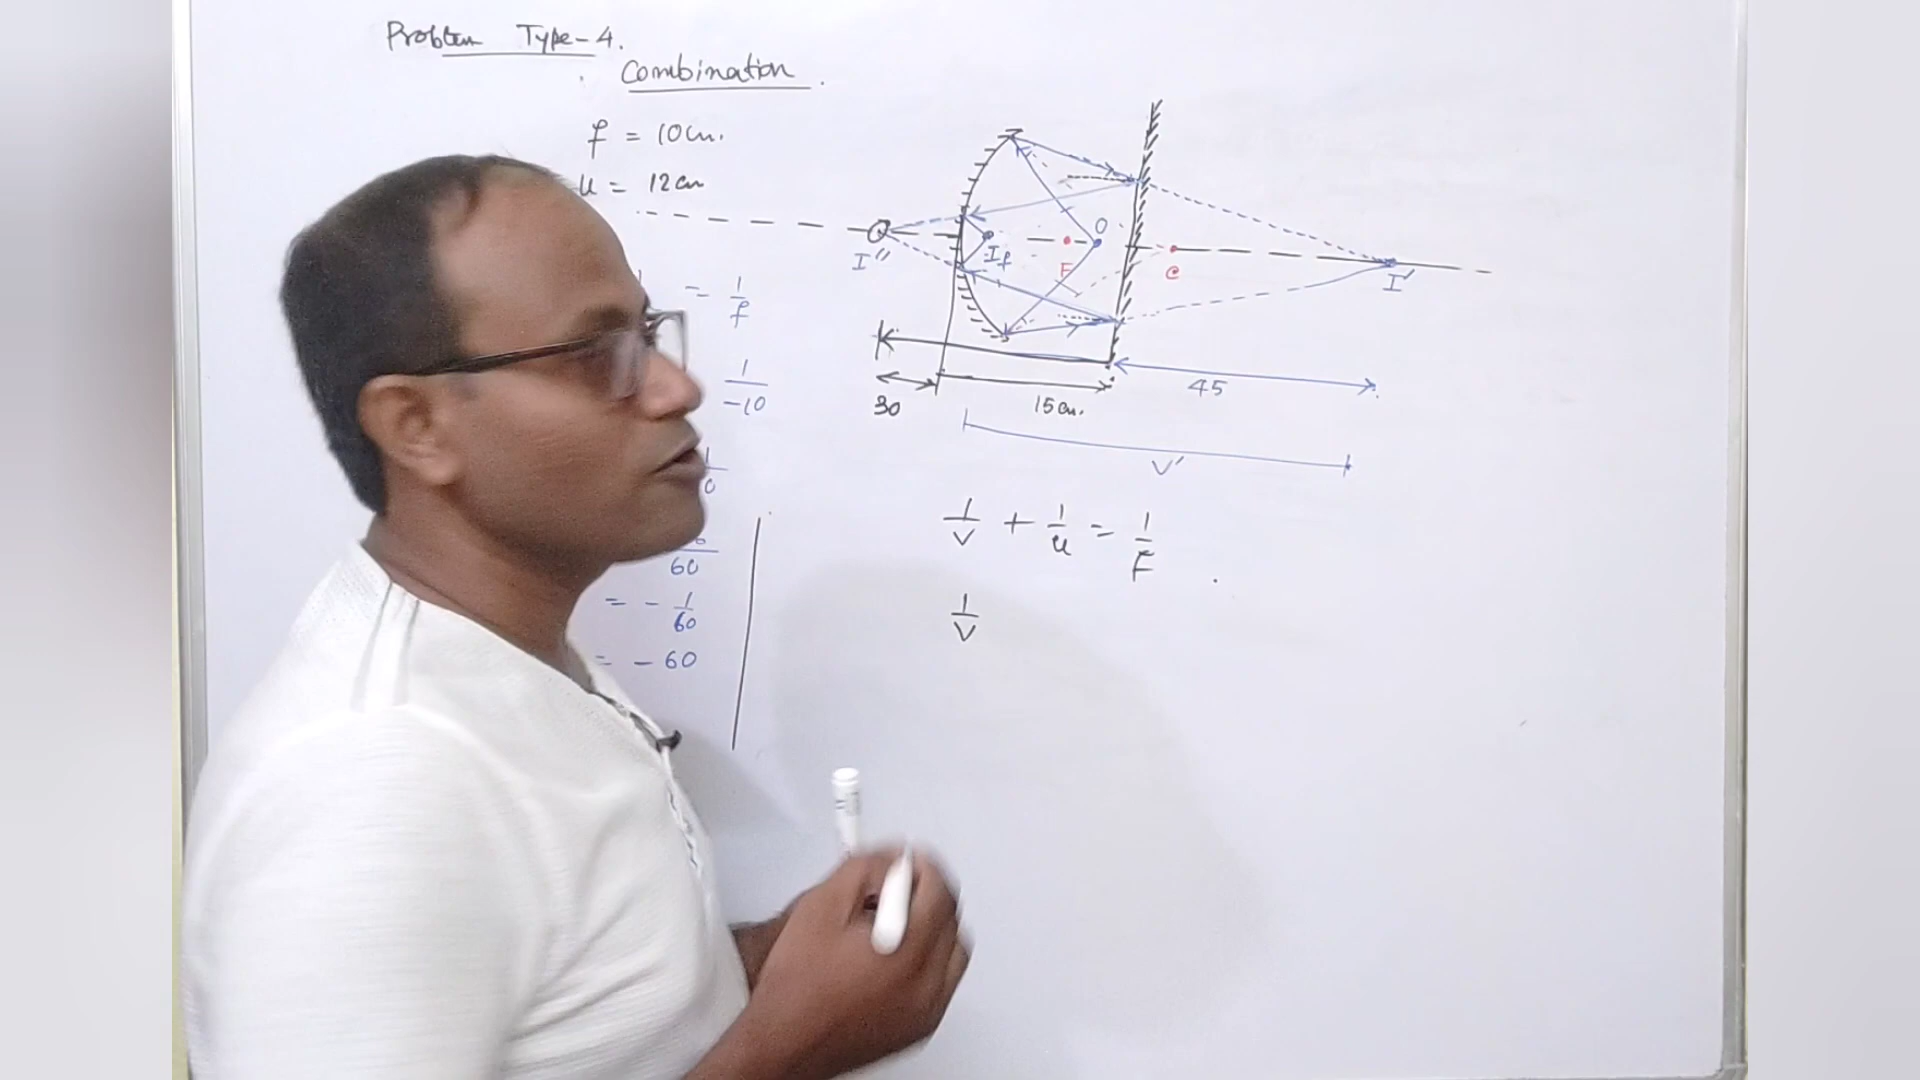 Problem Type-4.
Combination.
f = 10cm.
u = 12cm
= 1/f
1/-10
60
= - 1/60
= - 60
O
I''
If
F
C
I'
30
15cm.
45
V'
1/V + 1/u = 1/F
1/V